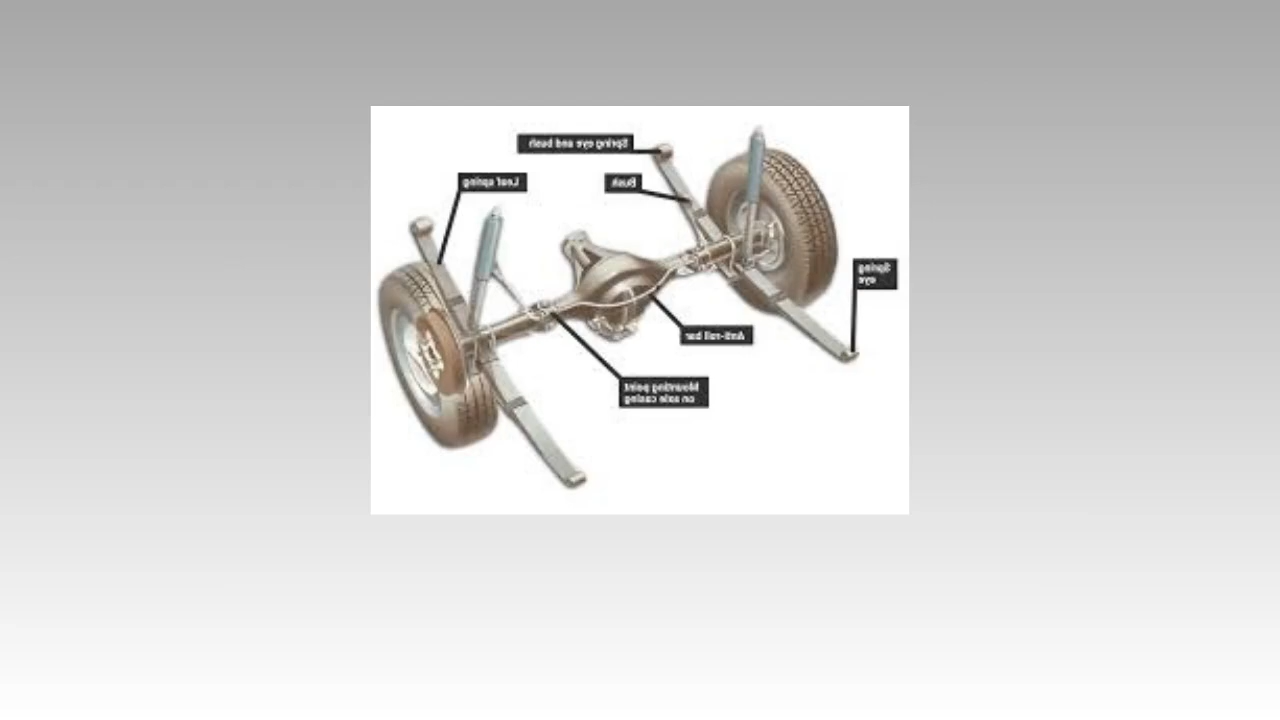 Spring eye and bush
Leaf spring
Bush
Spring
eye
Anti-roll bar
Mounting point
on axle casing